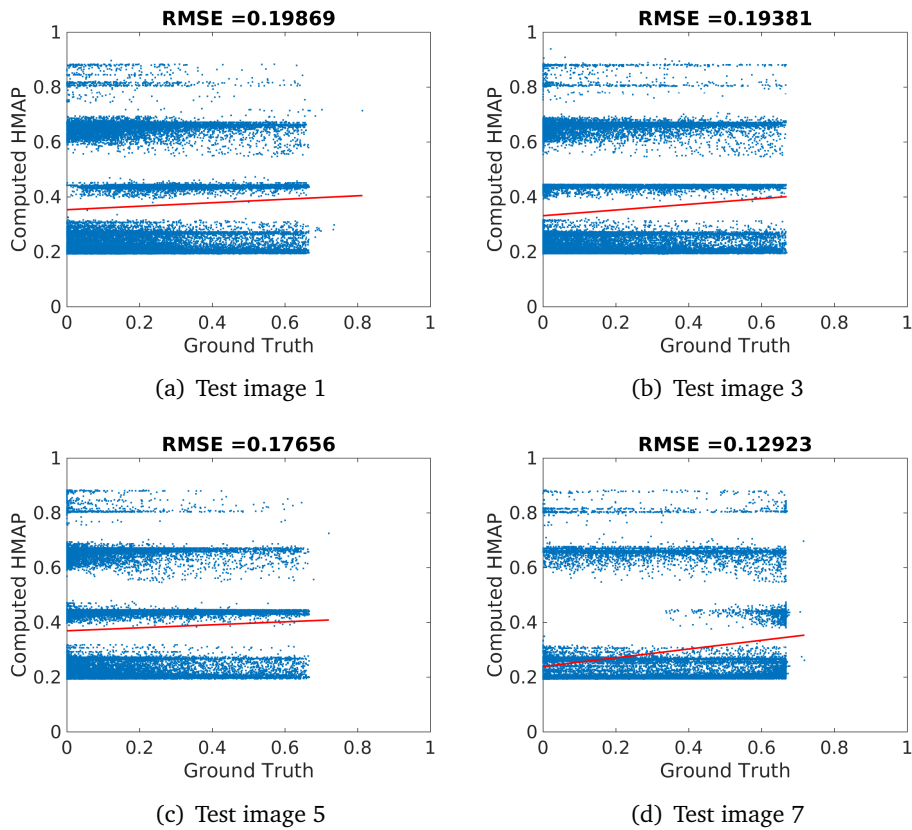 RMSE =0.19869
1
0.8
0.6
0.4
0.2
0
Computed HMAP
0 0.2 0.4 0.6 0.8 1
Ground Truth
(a) Test image 1
RMSE =0.19381
1
0.8
0.6
0.4
0.2
0
Computed HMAP
0 0.2 0.4 0.6 0.8 1
Ground Truth
(b) Test image 3
RMSE =0.17656
1
0.8
0.6
0.4
0.2
0
Computed HMAP
0 0.2 0.4 0.6 0.8 1
Ground Truth
(c) Test image 5
RMSE =0.12923
1
0.8
0.6
0.4
0.2
0
Computed HMAP
0 0.2 0.4 0.6 0.8 1
Ground Truth
(d) Test image 7